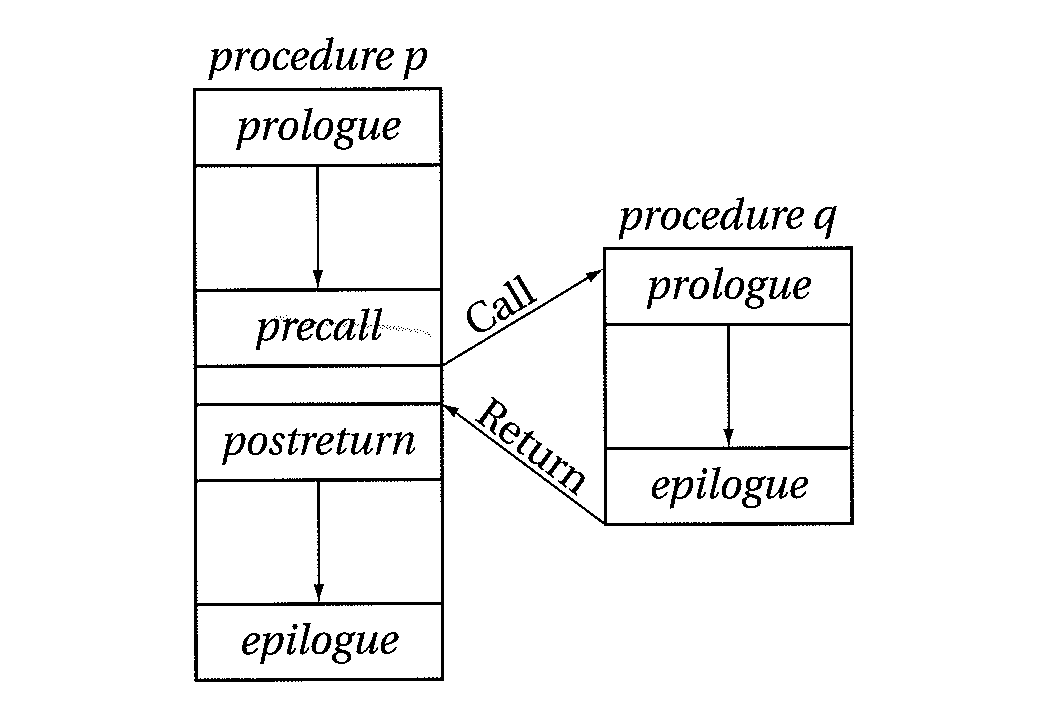 procedure p
prologue
precall
postreturn
epilogue
Call
Return
procedure q
prologue
epilogue